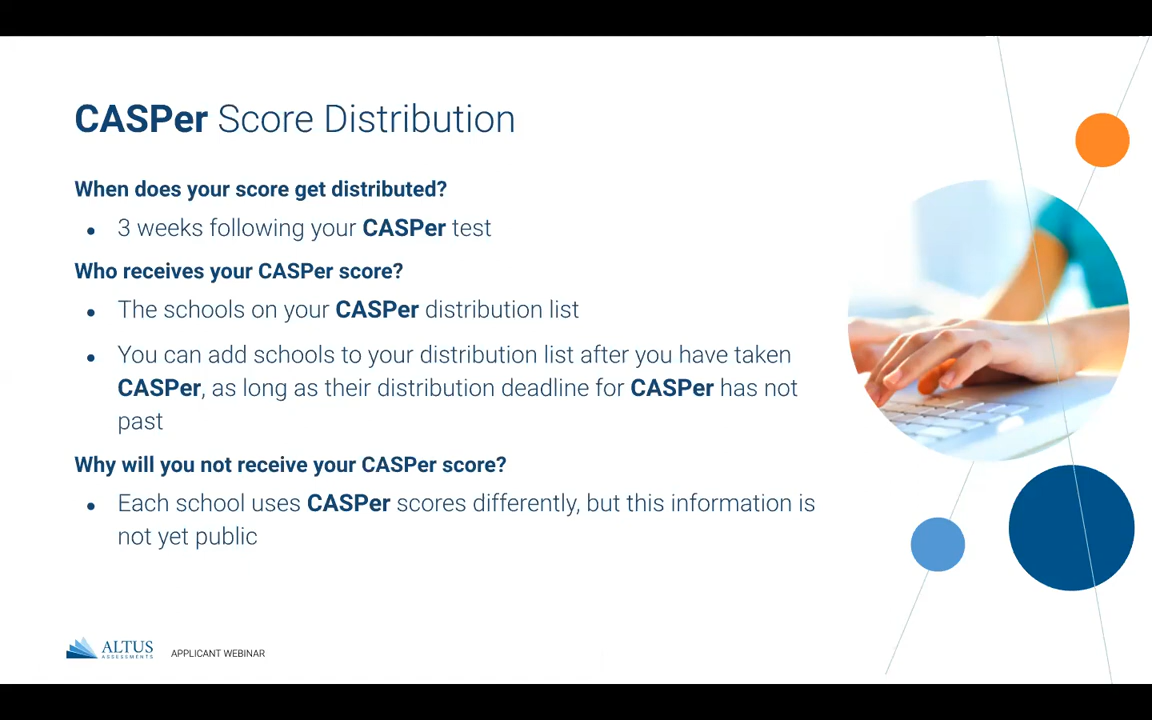 CASPer Score Distribution
When does your score get distributed?
• 3 weeks following your CASPer test
Who receives your CASPer score?
• The schools on your CASPer distribution list
• You can add schools to your distribution list after you have taken
CASPer, as long as their distribution deadline for CASPer has not
past
Why will you not receive your CASPer score?
• Each school uses CASPer scores differently, but this information is
not yet public
ALTUS
ASSESSMENTS
APPLICANT WEBINAR